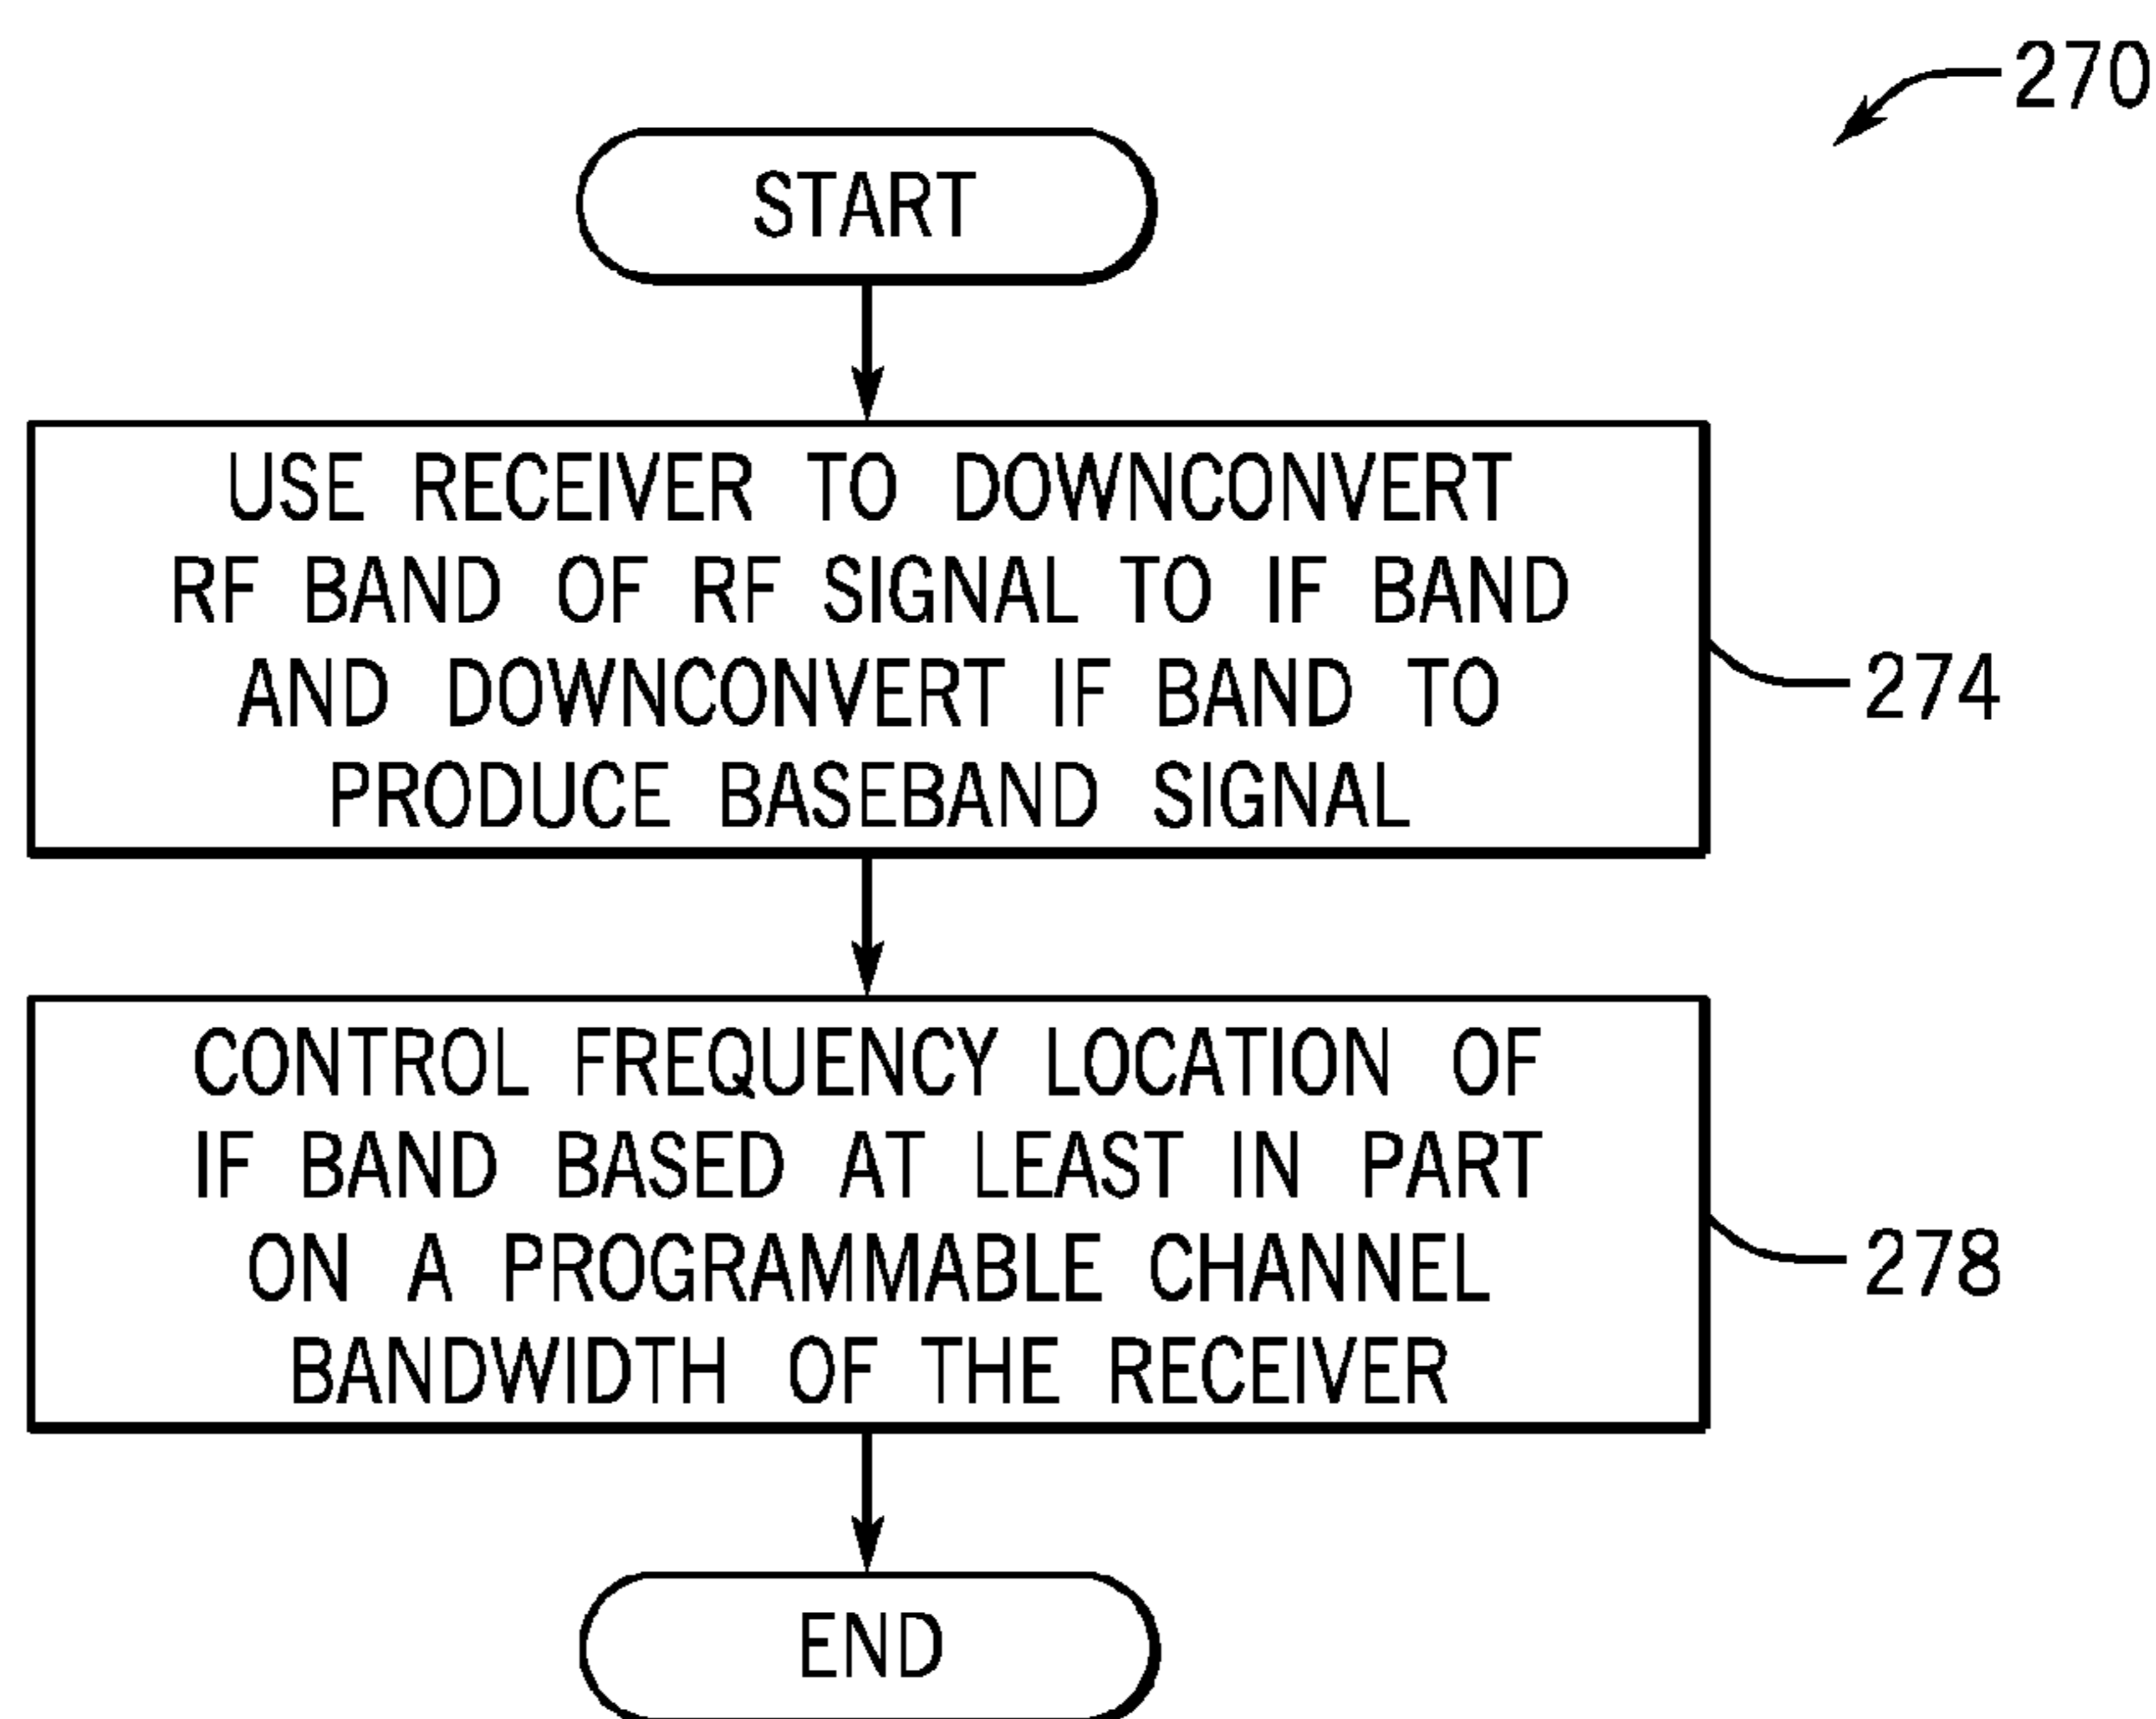 270
START
USE RECEIVER TO DOWNCONVERT
RF BAND OF RF SIGNAL TO IF BAND
AND DOWNCONVERT IF BAND TO
PRODUCE BASEBAND SIGNAL
274
CONTROL FREQUENCY LOCATION OF
IF BAND BASED AT LEAST IN PART
ON A PROGRAMMABLE CHANNEL
BANDWIDTH OF THE RECEIVER
278
END